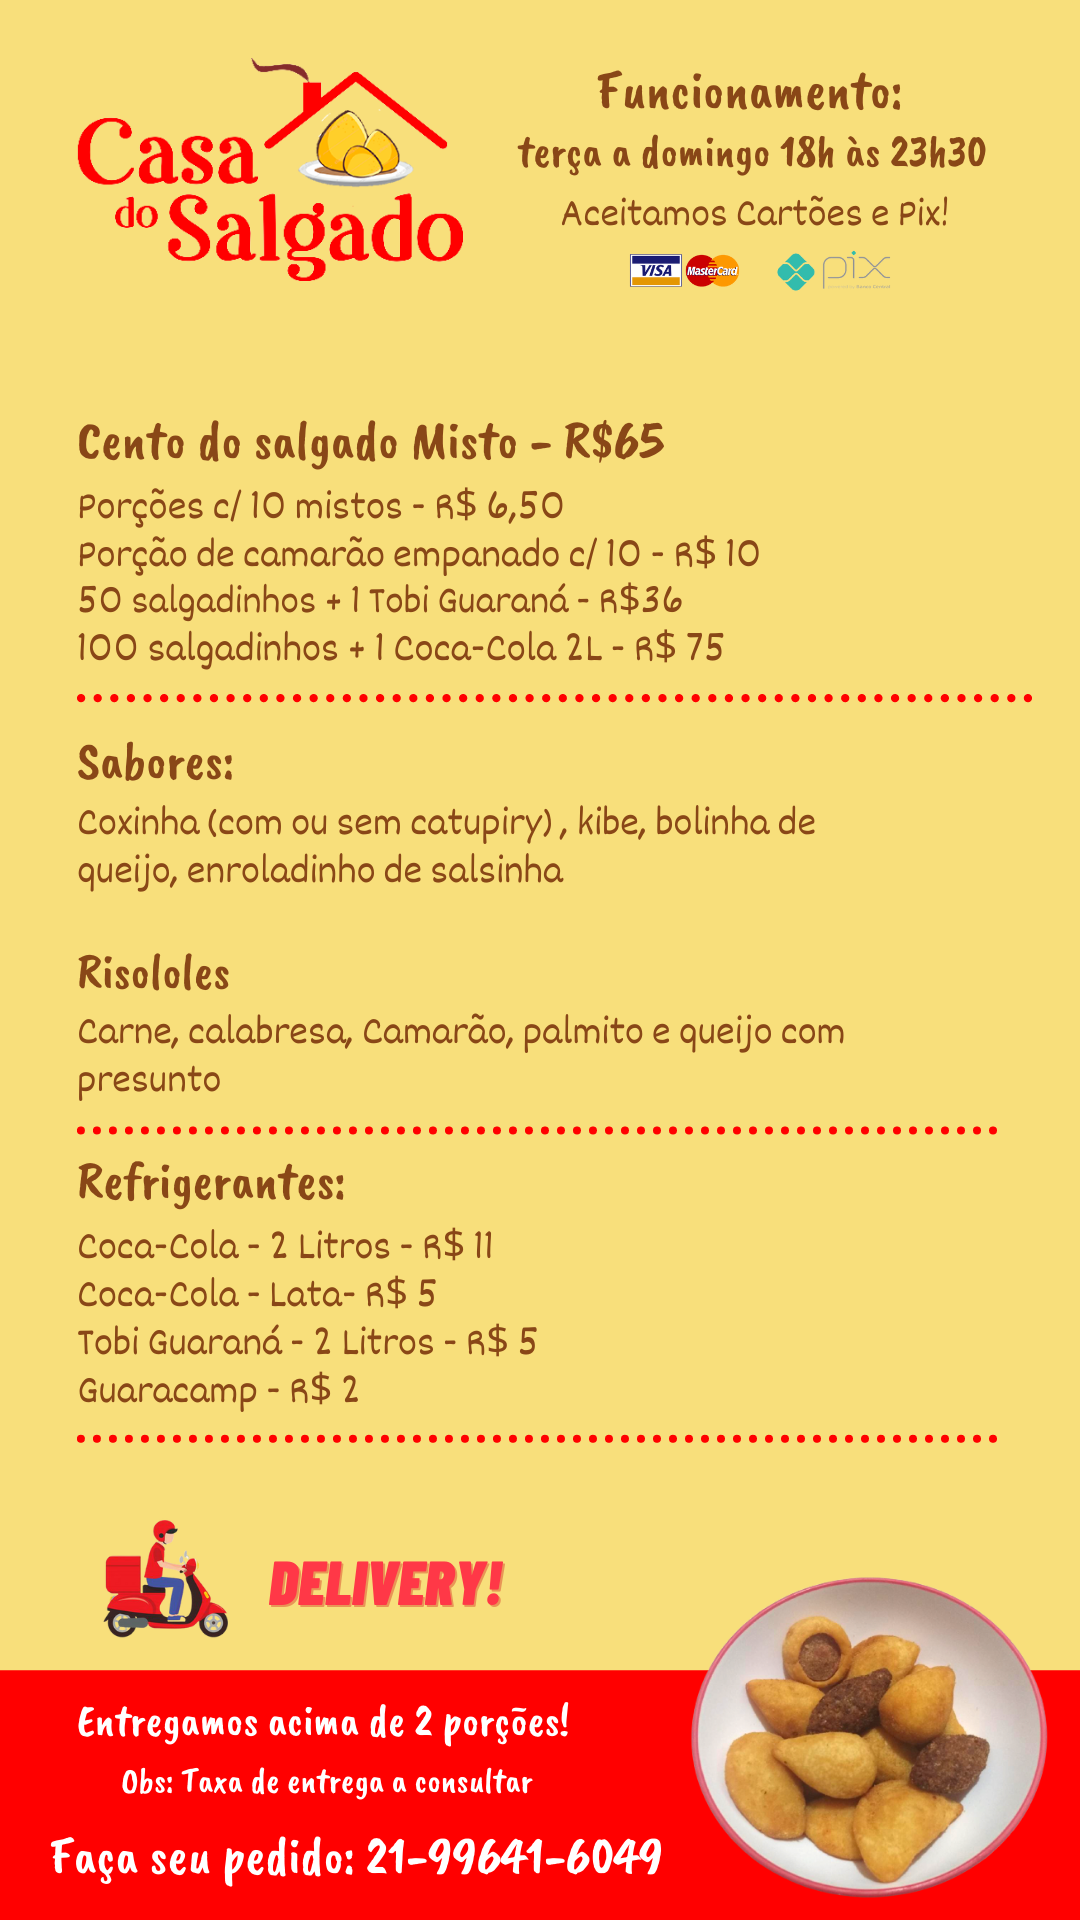 Casa
do Salgado
Funcionamento:
terça a domingo 18h às 23h30
Aceitamos Cartões e Pix!
VISA MasterCard pix
Cento do salgado Misto - R$65
Porções c/ 10 mistos - R$ 6,50
Porção de camarão empanado c/ 10 - R$ 10
50 salgadinhos + 1 Tobi Guaraná - R$36
100 salgadinhos + 1 Coca-Cola 2L - R$ 75
Sabores:
Coxinha (com ou sem catupiry) , kibe, bolinha de
queijo, enroladinho de salsinha
Risololes
Carne, calabresa, Camarão, palmito e queijo com
presunto
Refrigerantes:
Coca-Cola - 2 Litros - R$ 11
Coca-Cola - Lata- R$ 5
Tobi Guaraná - 2 Litros - R$ 5
Guaracamp - R$ 2
DELIVERY!
Entregamos acima de 2 porções!
Obs: Taxa de entrega a consultar
Faça seu pedido: 21-99641-6049